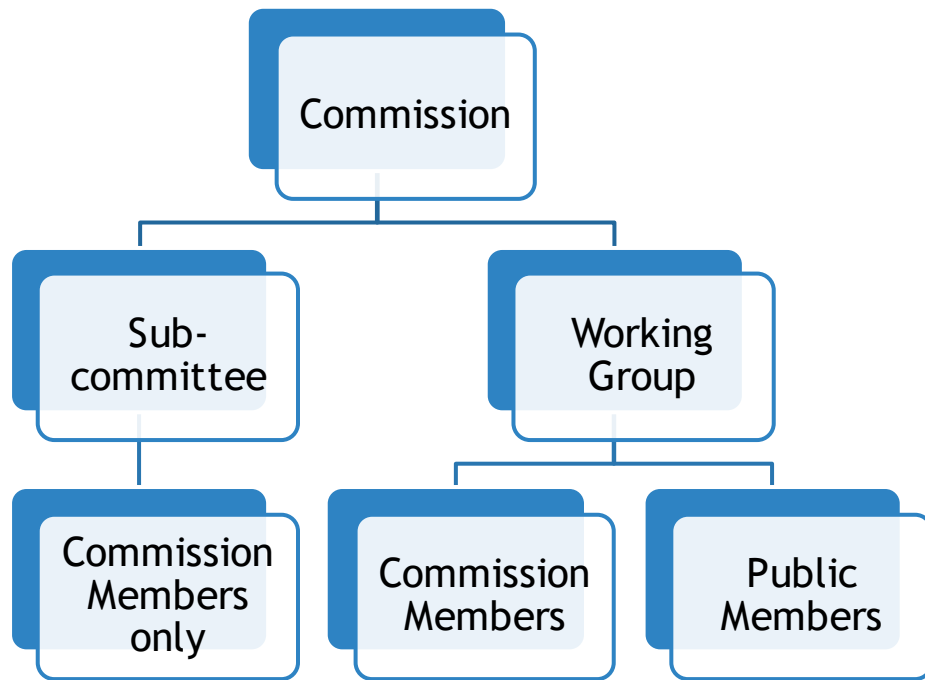 Commission
Sub-
committee
Working
Group
Commission
Members
only
Commission
Members
Public
Members